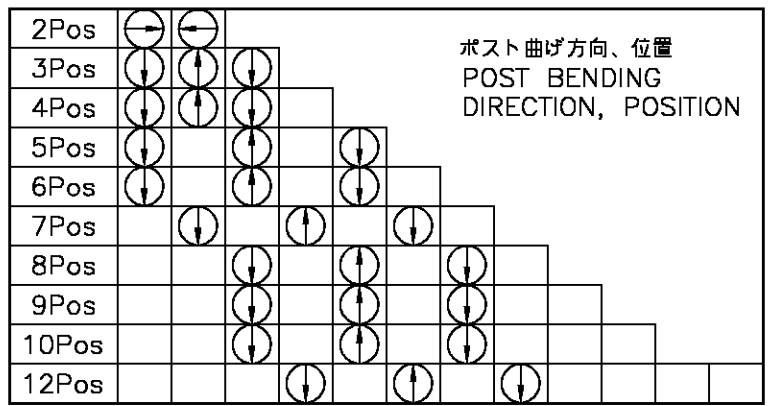 2Pos
3Pos
4Pos
5Pos
6Pos
7Pos
8Pos
9Pos
10Pos
12Pos
ポスト曲げ方向、位置
POST BENDING
DIRECTION, POSITION